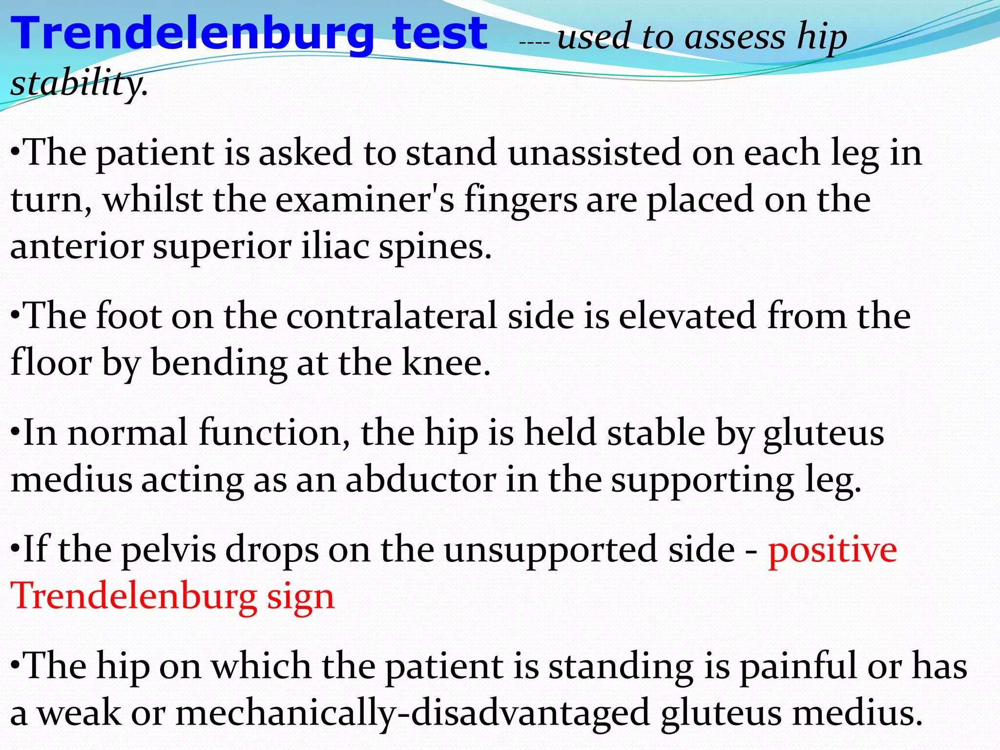 Trendelenburg test ---- used to assess hip
stability.
•The patient is asked to stand unassisted on each leg in
turn, whilst the examiner's fingers are placed on the
anterior superior iliac spines.
•The foot on the contralateral side is elevated from the
floor by bending at the knee.
•In normal function, the hip is held stable by gluteus
medius acting as an abductor in the supporting leg.
•If the pelvis drops on the unsupported side - positive
Trendelenburg sign
•The hip on which the patient is standing is painful or has
a weak or mechanically-disadvantaged gluteus medius.